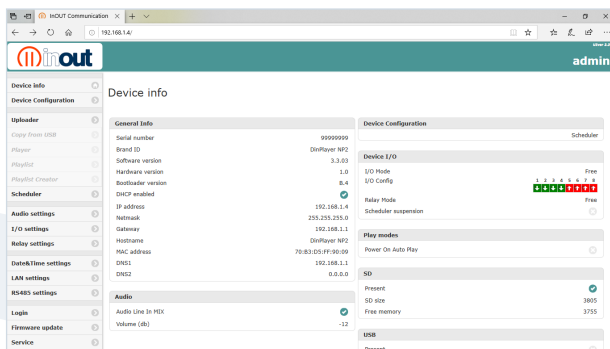 InOUT Communication
192.168.1.4/
inout
admin
Device info
Device Configuration
Uploader
Copy from USB
Player
Playlist
Playlist Creator
Scheduler
Audio settings
I/O settings
Relay settings
Date&Time settings
LAN settings
RS485 settings
Login
Firmware update
Service
Device info
General Info
Serial number 99999999
Brand ID DinPlayer NP2
Software version 3.3.03
Hardware version 1.0
Bootloader version B.4
DHCP enabled
IP address 192.168.1.4
Netmask 255.255.255.0
Gateway 192.168.1.1
Hostname DinPlayer NP2
MAC address 70:B3:D5:FF:90:09
DNS1 192.168.1.1
DNS2 0.0.0.0
Audio
Audio Line In MIX
Volume (db) -12
Device Configuration
Scheduler
Device I/O
I/O Mode Free
I/O Config 1 2 3 4 5 6 7 8
Relay Mode Free
Scheduler suspension
Play modes
Power On Auto Play
SD
Present
SD size 3805
Free memory 3755
USB
Present